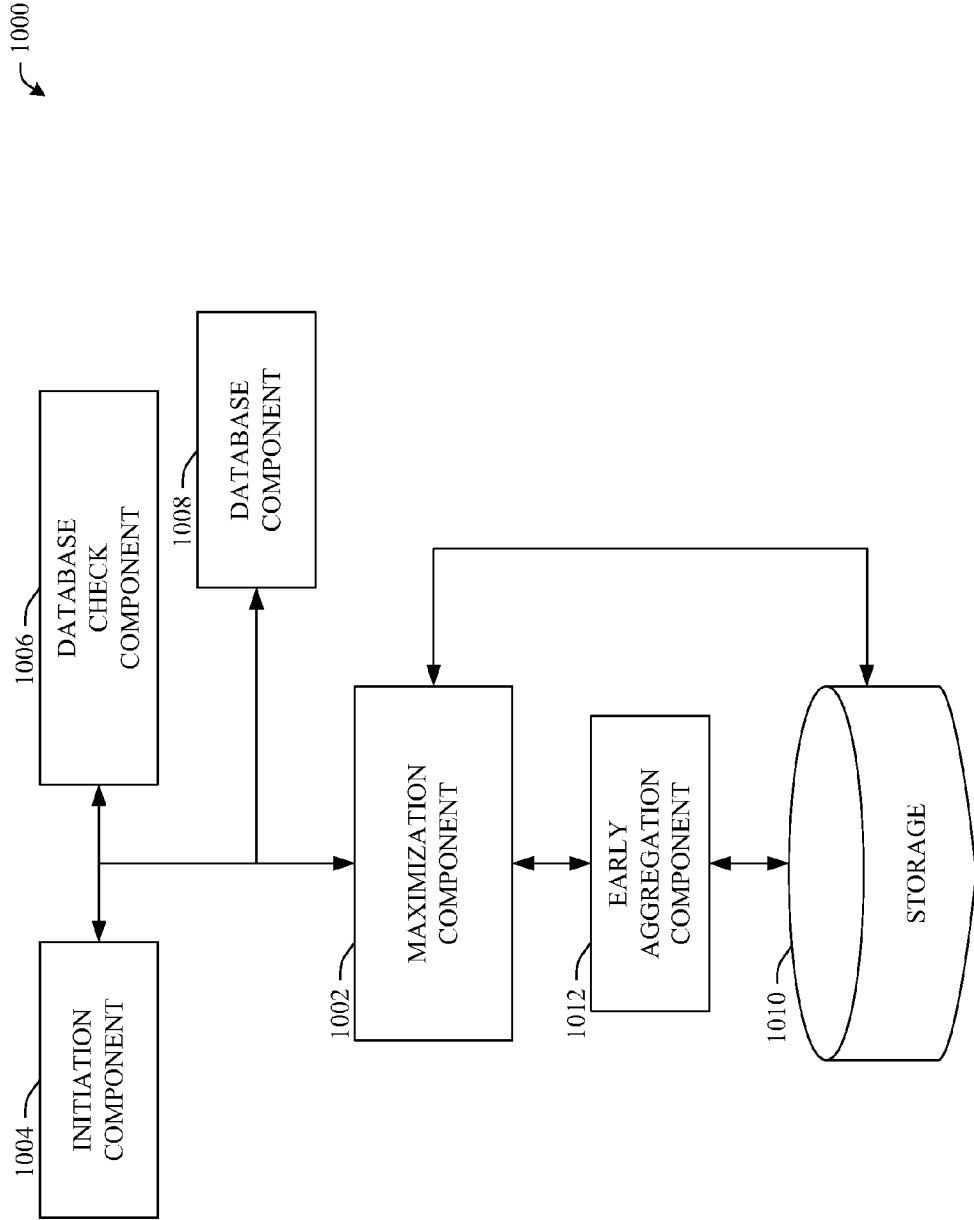 1000
1004
INITIATION
COMPONENT
1006
DATABASE
CHECK
COMPONENT
1008
DATABASE
COMPONENT
1002
MAXIMIZATION
COMPONENT
1012
EARLY
AGGREGATION
COMPONENT
1010
STORAGE